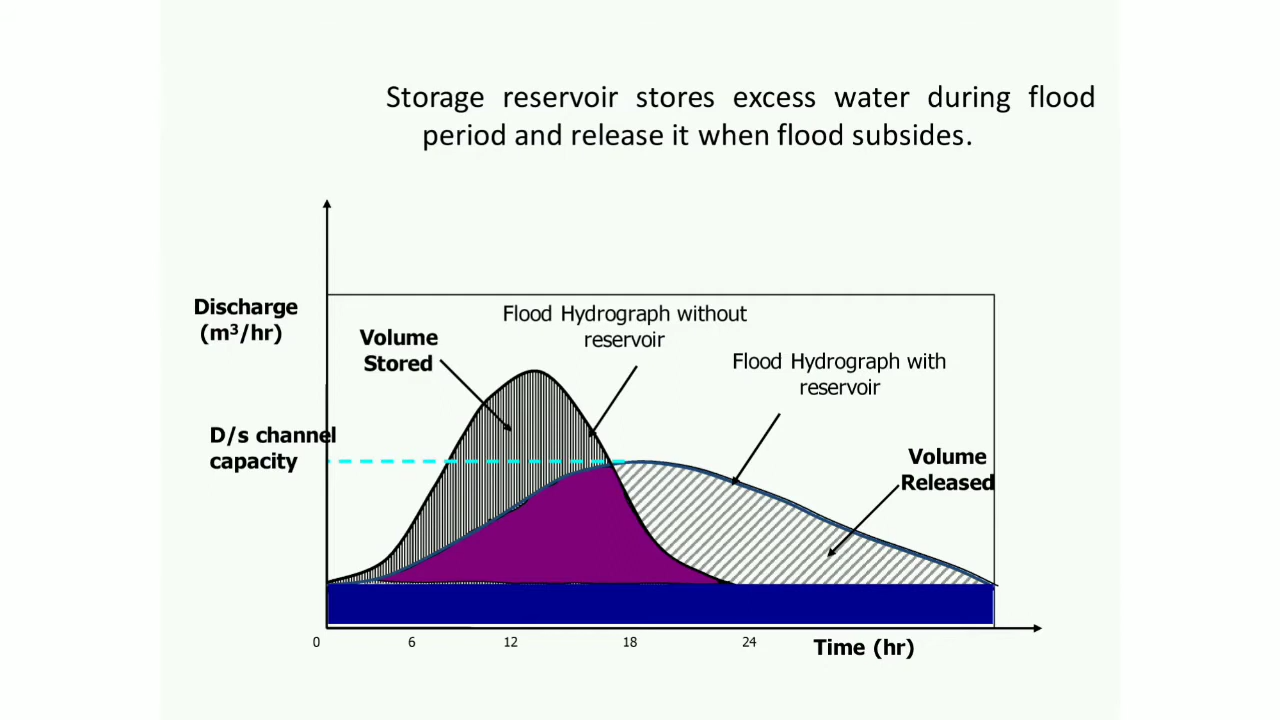 Storage reservoir stores excess water during flood
period and release it when flood subsides.
Discharge
(m³/hr)
Volume
Stored
Flood Hydrograph without
reservoir
Flood Hydrograph with
reservoir
D/s channel
capacity
Volume
Released
0 6 12 18 24
Time (hr)